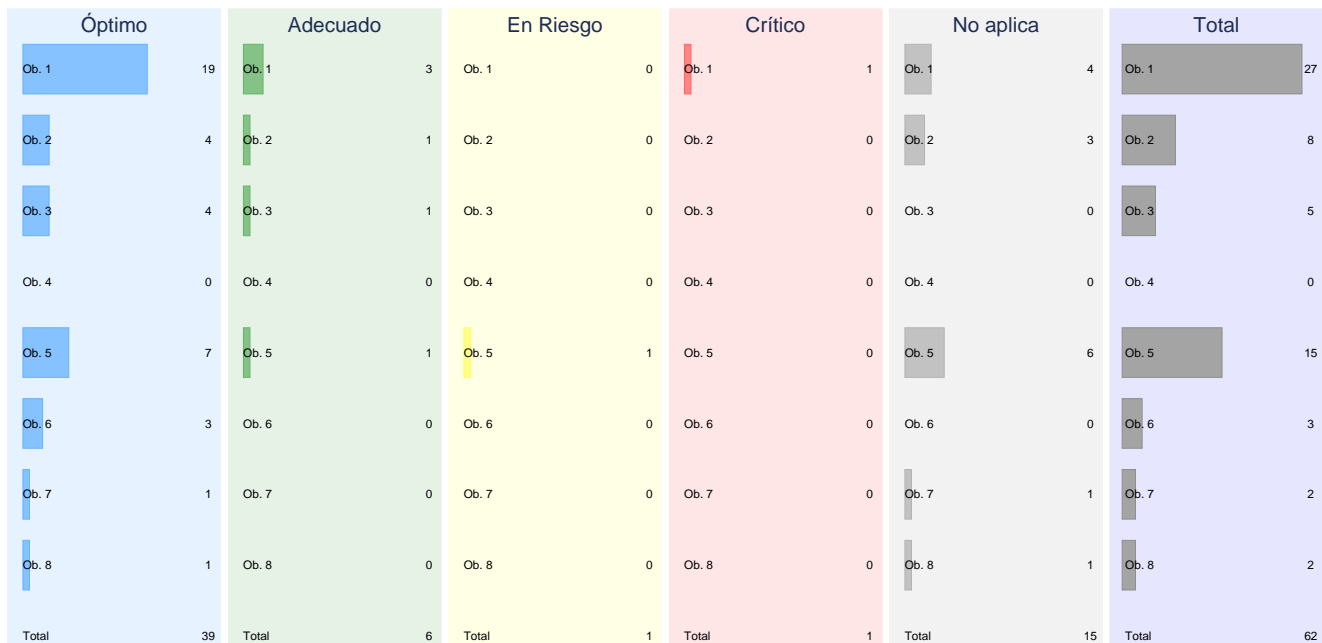 Óptimo Adecuado En Riesgo Crítico No aplica Total
Ob. 1 19 Ob. 1 3 Ob. 1 0 Ob. 1 1 Ob. 1 4 Ob. 1 27
Ob. 2 4 Ob. 2 1 Ob. 2 0 Ob. 2 0 Ob. 2 3 Ob. 2 8
Ob. 3 4 Ob. 3 1 Ob. 3 0 Ob. 3 0 Ob. 3 0 Ob. 3 5
Ob. 4 0 Ob. 4 0 Ob. 4 0 Ob. 4 0 Ob. 4 0 Ob. 4 0
Ob. 5 7 Ob. 5 1 Ob. 5 1 Ob. 5 0 Ob. 5 6 Ob. 5 15
Ob. 6 3 Ob. 6 0 Ob. 6 0 Ob. 6 0 Ob. 6 0 Ob. 6 3
Ob. 7 1 Ob. 7 0 Ob. 7 0 Ob. 7 0 Ob. 7 1 Ob. 7 2
Ob. 8 1 Ob. 8 0 Ob. 8 0 Ob. 8 0 Ob. 8 1 Ob. 8 2
Total 39 Total 6 Total 1 Total 1 Total 15 Total 62